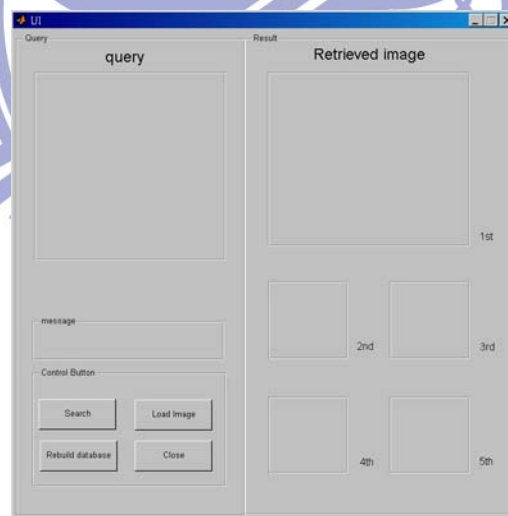 UI
Query
query
message
Control Button
Search
Load Image
Rebuild database
Close
Result
Retrieved image
1st
2nd
3rd
4th
5th